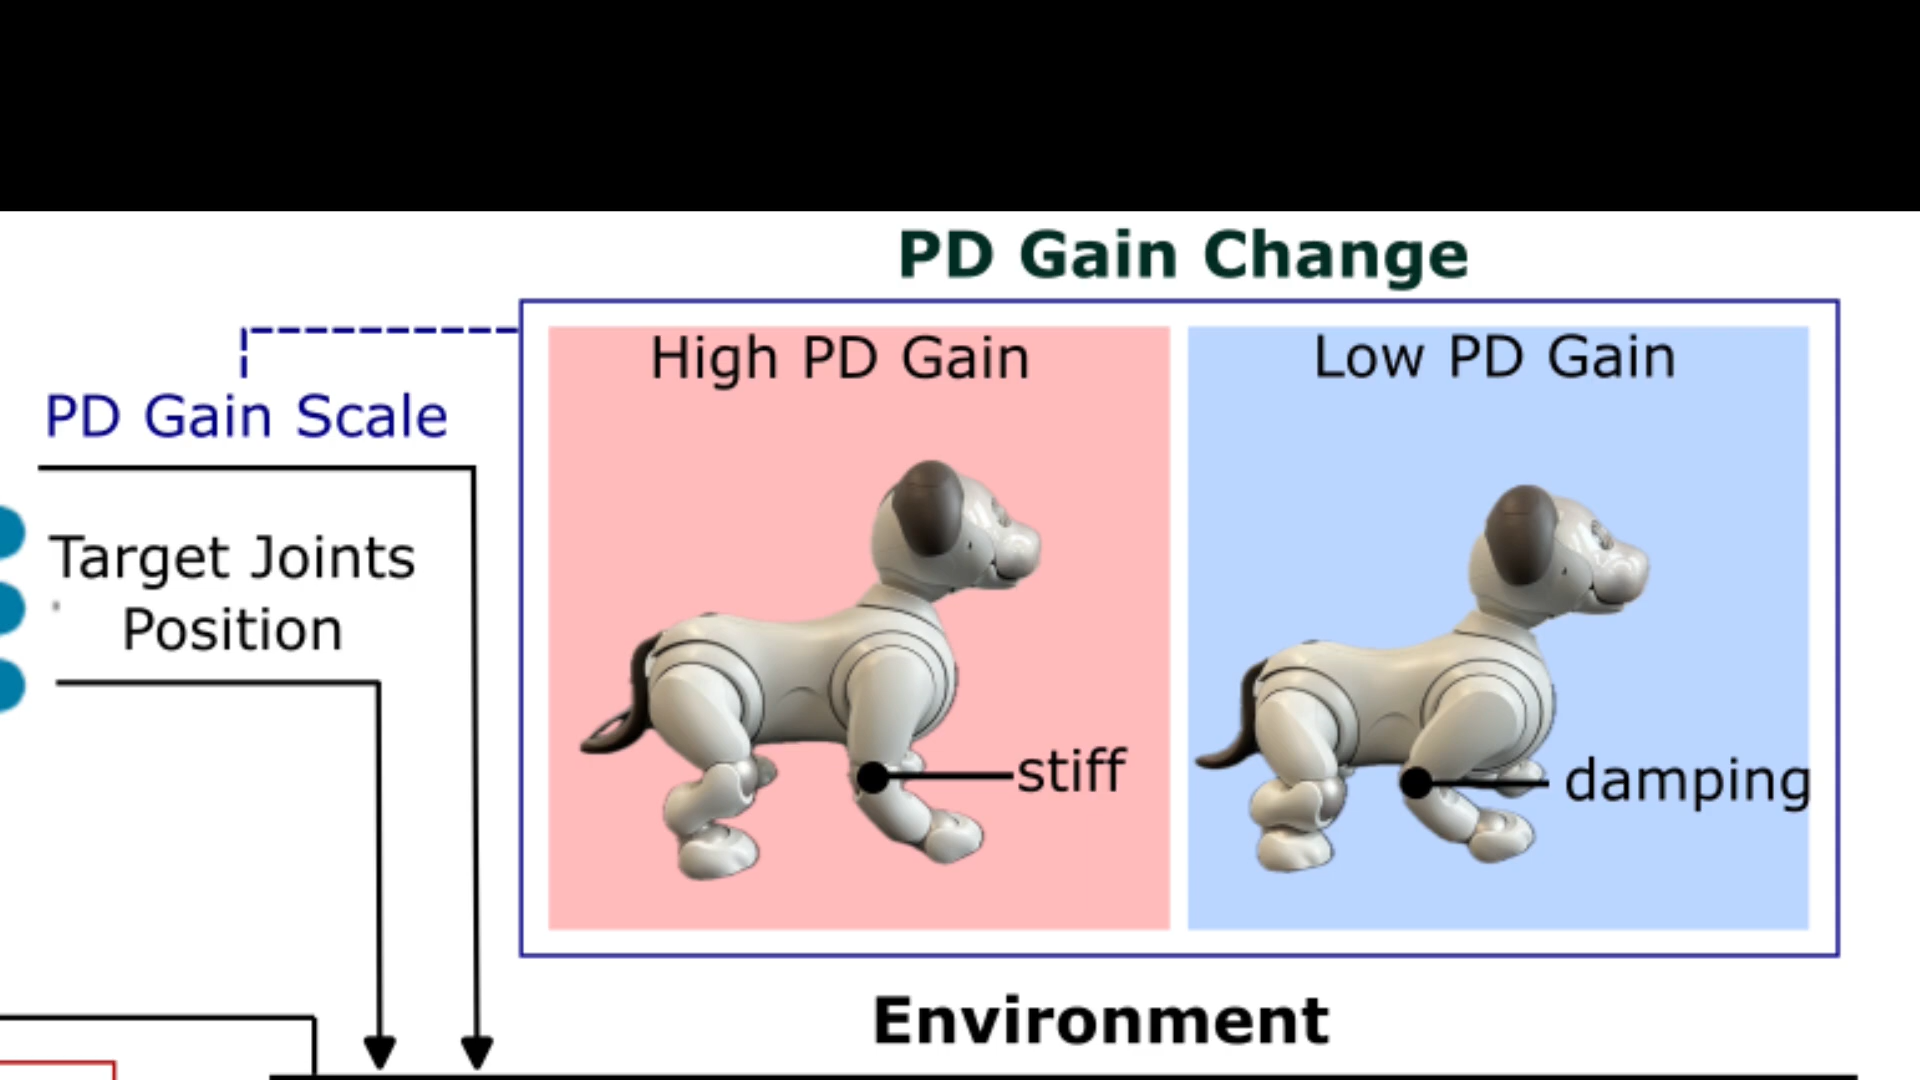 PD Gain Change
High PD Gain
Low PD Gain
PD Gain Scale
Target Joints
Position
stiff
damping
Environment